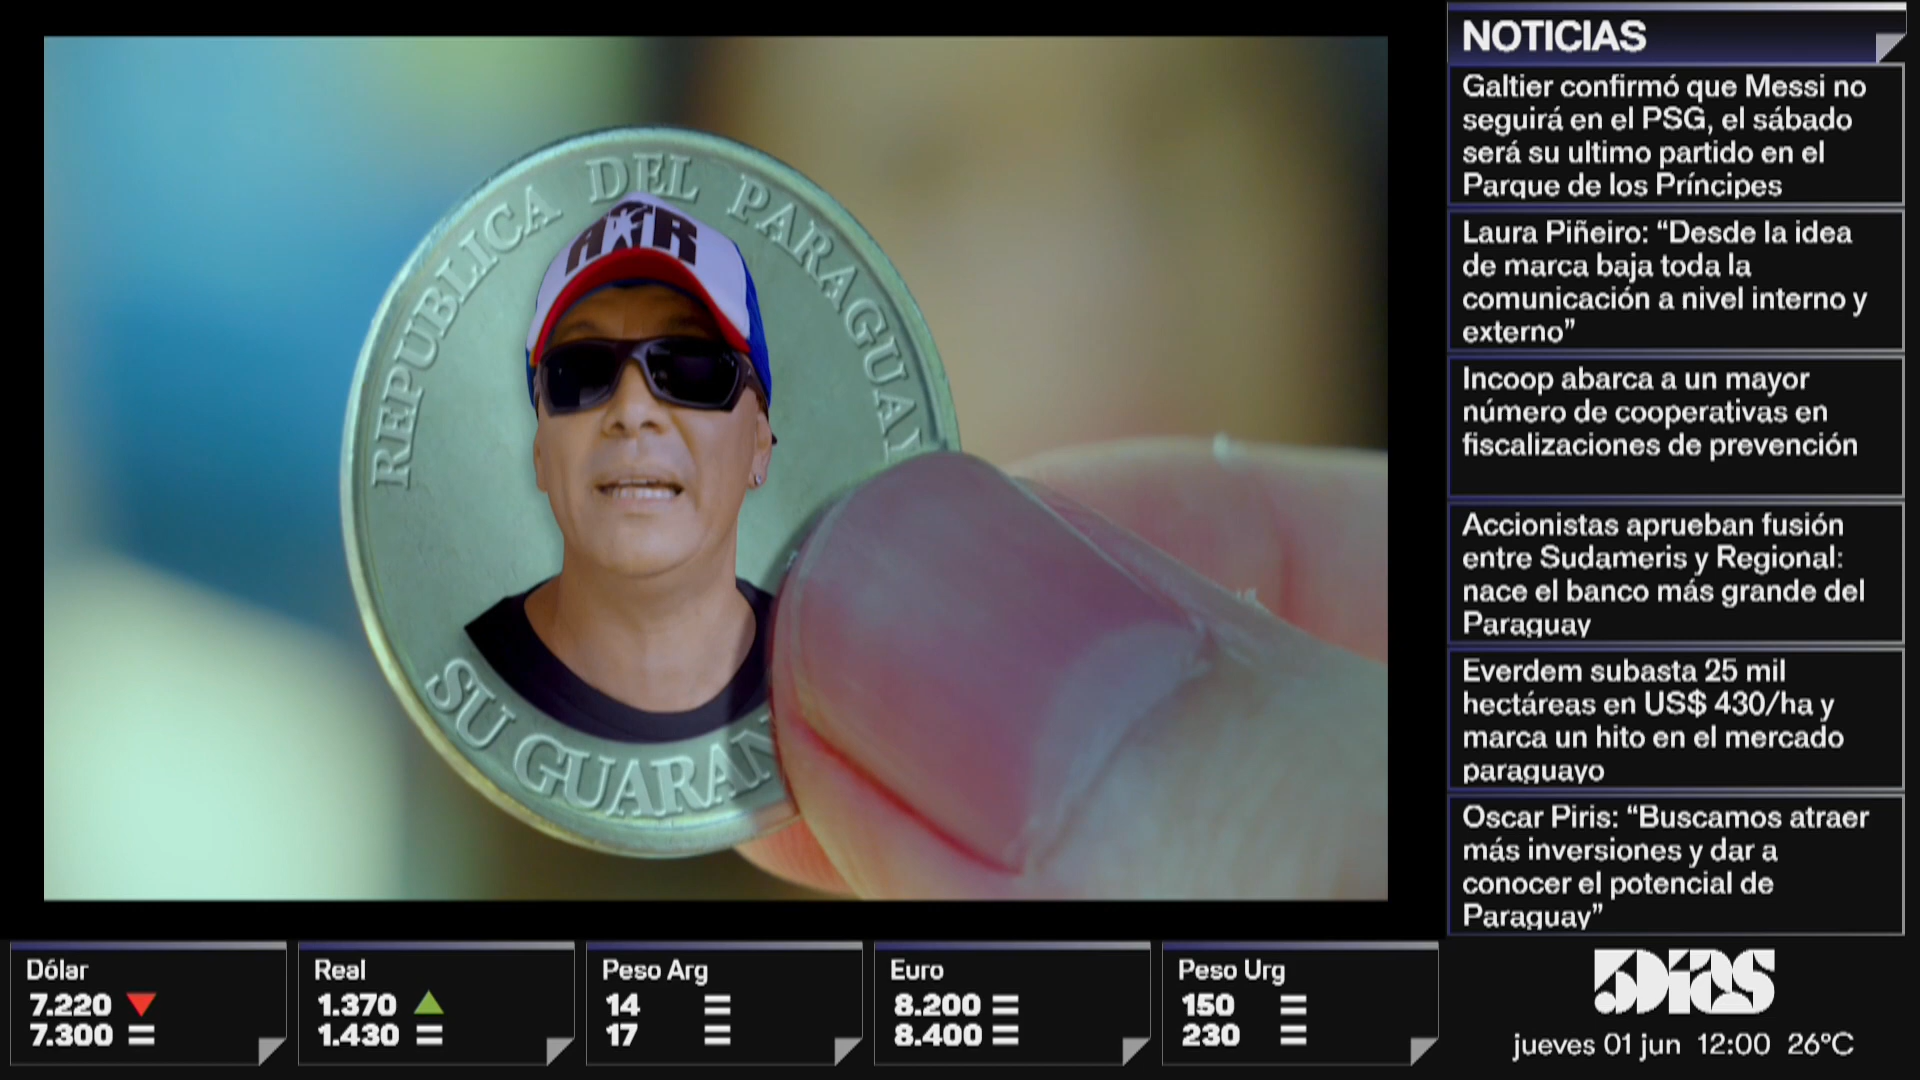 REPUBLICA DEL PARAGUAY
AIR
SU GUARAN
NOTICIAS
Galtier confirmó que Messi no
seguirá en el PSG, el sábado
será su ultimo partido en el
Parque de los Príncipes
Laura Piñeiro: “Desde la idea
de marca baja toda la
comunicación a nivel interno y
externo”
Incoop abarca a un mayor
número de cooperativas en
fiscalizaciones de prevención
Accionistas aprueban fusión
entre Sudameris y Regional:
nace el banco más grande del
Paraguay
Everdem subasta 25 mil
hectáreas en US$ 430/ha y
marca un hito en el mercado
paraguayo
Oscar Piris: “Buscamos atraer
más inversiones y dar a
conocer el potencial de
Paraguay”
Dólar
7.220
7.300
Real
1.370
1.430
Peso Arg
14
17
Euro
8.200
8.400
Peso Urg
150
230
5DIAS
jueves 01 jun 12:00 26°C